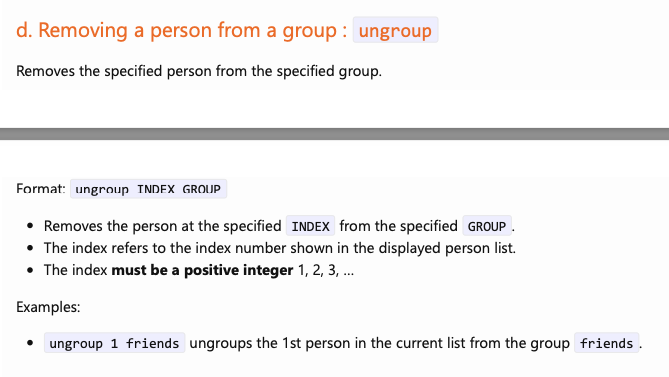 d. Removing a person from a group : ungroup
Removes the specified person from the specified group.
Format: ungroup INDEX GROUP
• Removes the person at the specified INDEX from the specified GROUP.
• The index refers to the index number shown in the displayed person list.
• The index must be a positive integer 1, 2, 3, …
Examples:
• ungroup 1 friends ungroups the 1st person in the current list from the group friends.